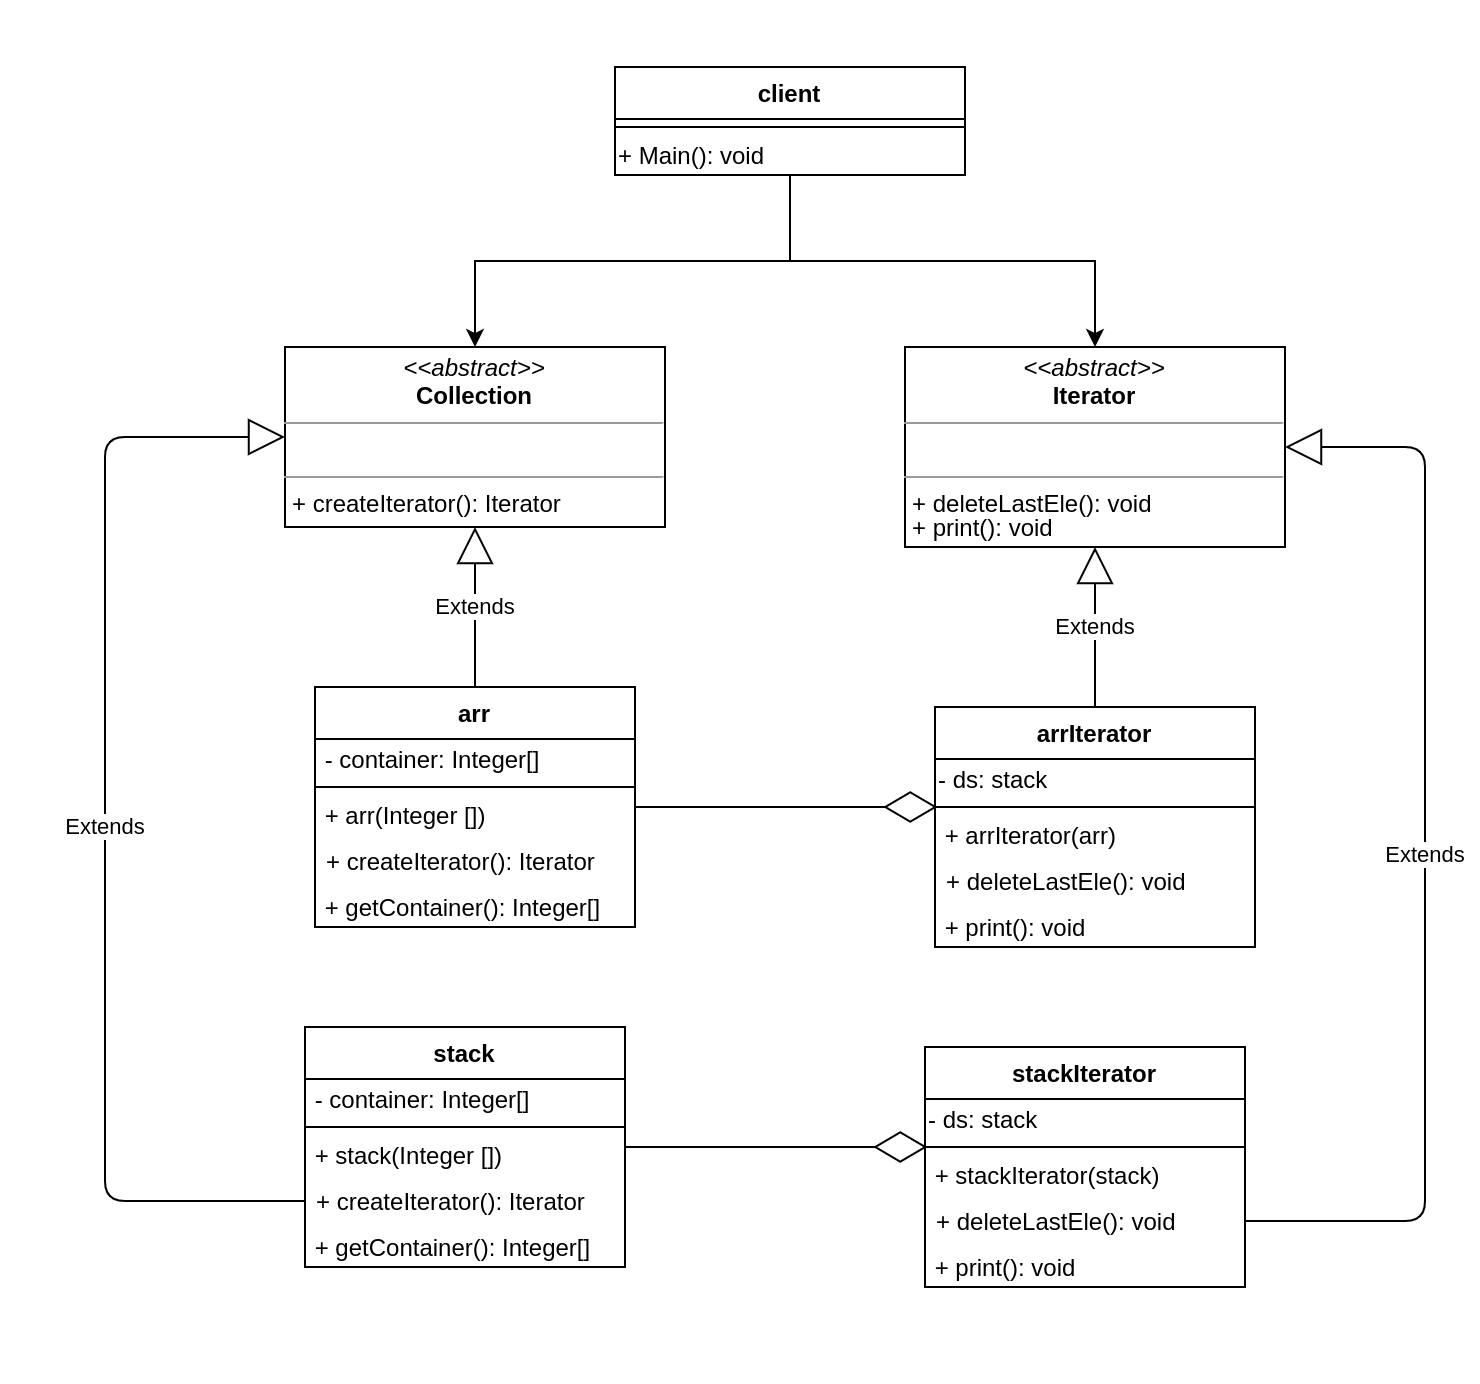 client
+ Main(): void
<<abstract>>
Collection
+ createIterator(): Iterator
<<abstract>>
Iterator
+ deleteLastEle(): void
+ print(): void
Extends
Extends
arr
- container: Integer[]
+ arr(Integer [])
+ createIterator(): Iterator
+ getContainer(): Integer[]
arrIterator
- ds: stack
+ arrIterator(arr)
+ deleteLastEle(): void
+ print(): void
Extends
Extends
stack
- container: Integer[]
+ stack(Integer [])
+ createIterator(): Iterator
+ getContainer(): Integer[]
stackIterator
- ds: stack
+ stackIterator(stack)
+ deleteLastEle(): void
+ print(): void